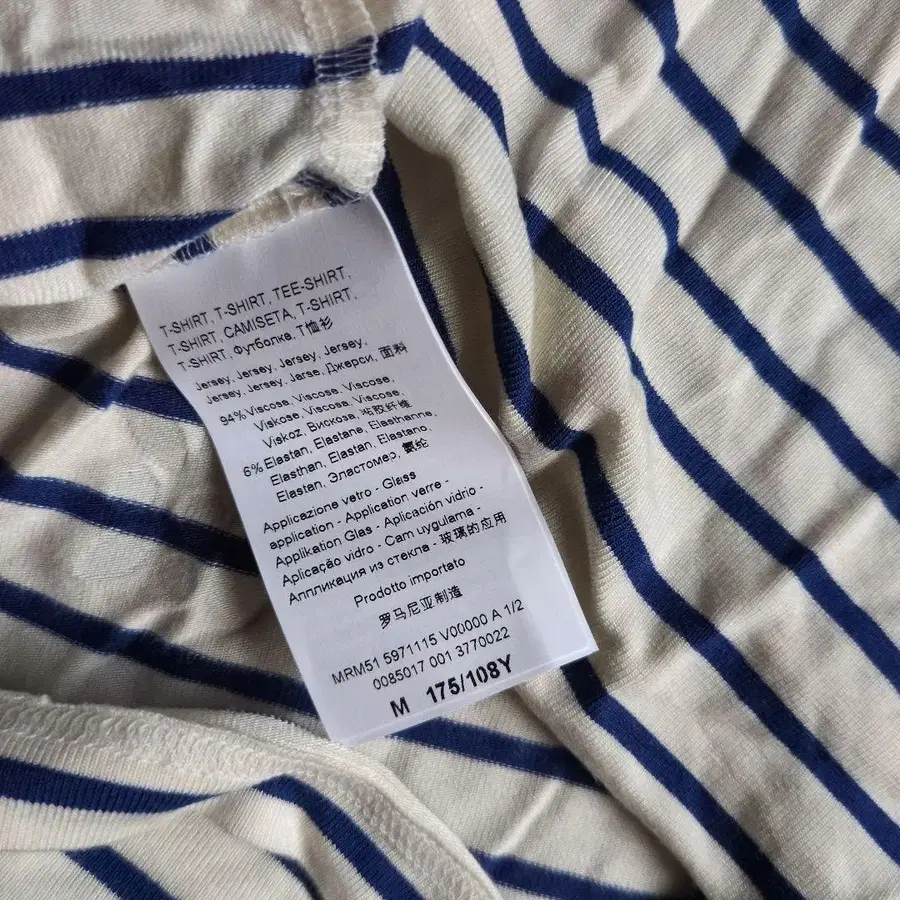 T-SHIRT, T-SHIRT, TEE-SHIRT,
T-SHIRT, CAMISETA, T-SHIRT,
T-SHIRT, Футболка, T恤衫
Jersey, Jersey, Jersey, Jersey,
Jersey, Jersey, Jarse, Джерси, 面料
94% Viscosa, Viscose, Viscose,
Viskose, Viscosa, Viscose,
Viskoz, Вискоза, 粘胶纤维
6% Elastan, Elastane, Elasthanne,
Elasthan, Elastan, Elastano,
Elastan, Эластомер, 氨纶
Applicazione vetro - Glass
application - Application verre -
Applikation Glas - Aplicación vidrio -
Aplicação vidro - Cam uygulama -
Аппликация из стекла - 玻璃的应用
Prodotto importato
罗马尼亚制造
MRM51 5971115 V00000 A 1/2
0085017 001 3770022
M 175/108Y